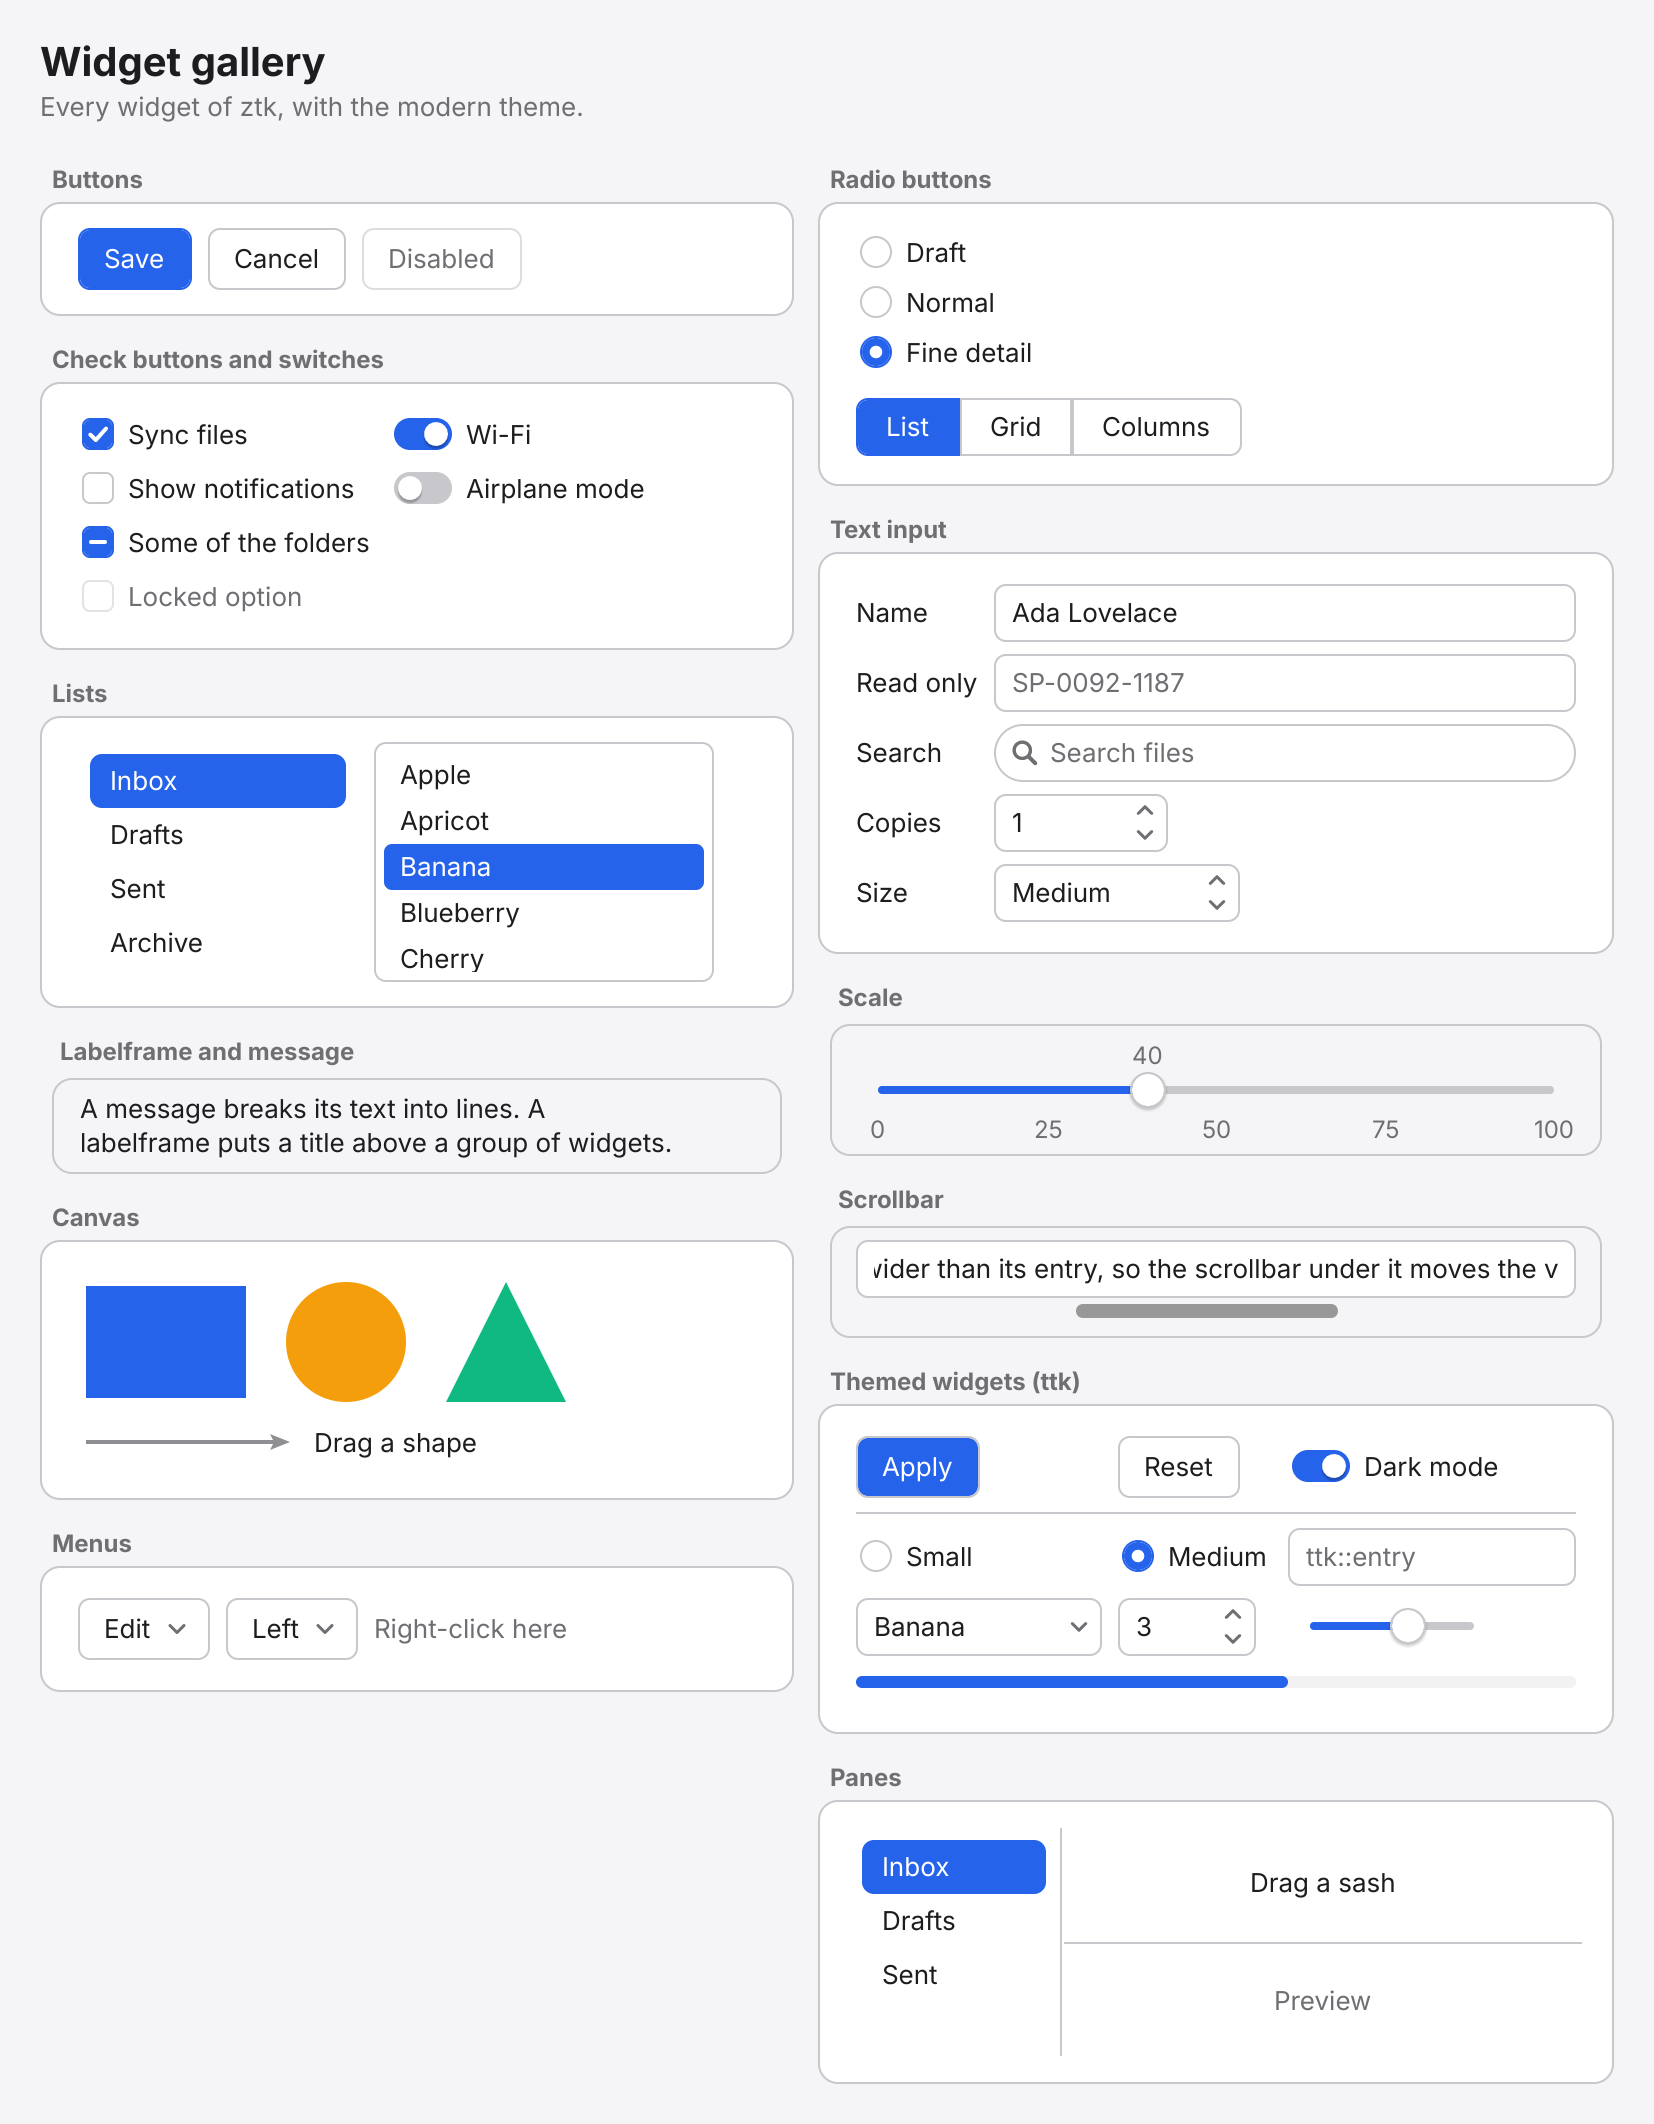 Widget gallery
Every widget of ztk, with the modern theme.
Buttons
Save
Cancel
Disabled
Check buttons and switches
Sync files
Wi-Fi
Show notifications
Airplane mode
Some of the folders
Locked option
Lists
Inbox
Drafts
Sent
Archive
Apple
Apricot
Banana
Blueberry
Cherry
Labelframe and message
A message breaks its text into lines. A
labelframe puts a title above a group of widgets.
Canvas
Drag a shape
Menus
Edit
Left
Right-click here
Radio buttons
Draft
Normal
Fine detail
List
Grid
Columns
Text input
Name
Ada Lovelace
Read only
SP-0092-1187
Search
Search files
Copies
1
Size
Medium
Scale
40
0 25 50 75 100
Scrollbar
wider than its entry, so the scrollbar under it moves the v
Themed widgets (ttk)
Apply
Reset
Dark mode
Small
Medium
ttk::entry
Banana
3
Panes
Inbox
Drafts
Sent
Drag a sash
Preview